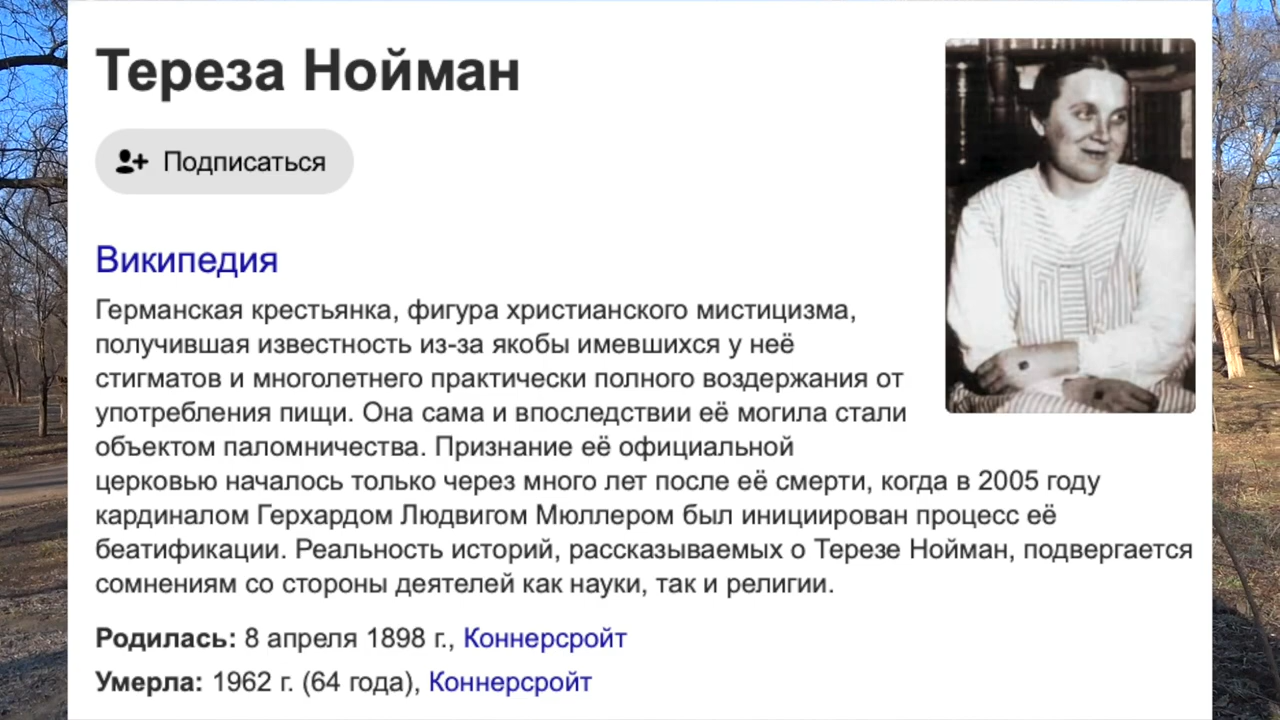 Тереза Нойман
Подписаться
Википедия
Германская крестьянка, фигура христианского мистицизма,
получившая известность из-за якобы имевшихся у неё
стигматов и многолетнего практически полного воздержания от
употребления пищи. Она сама и впоследствии её могила стали
объектом паломничества. Признание её официальной
церковью началось только через много лет после её смерти, когда в 2005 году
кардиналом Герхардом Людвигом Мюллером был инициирован процесс её
беатификации. Реальность историй, рассказываемых о Терезе Нойман, подвергается
сомнениям со стороны деятелей как науки, так и религии.
Родилась: 8 апреля 1898 г., Коннерсройт
Умерла: 1962 г. (64 года), Коннерсройт